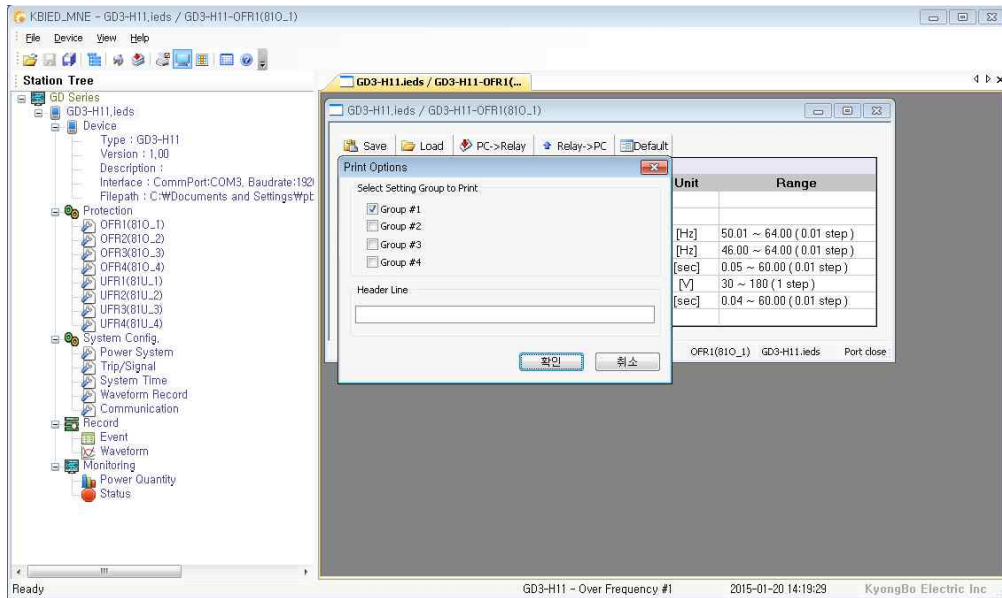 KBIED_MNE - GD3-H11.ieds / GD3-H11-OFR1(81O_1)
File Device View Help
Station Tree
GD Series
GD3-H11.ieds
Device
Type : GD3-H11
Version : 1,00
Description :
Interface : CommPort:COM3, Baudrate:192
Filepath : C:₩Documents and Settings₩pb
Protection
OFR1(81O_1)
OFR2(81O_2)
OFR3(81O_3)
OFR4(81O_4)
UFR1(81U_1)
UFR2(81U_2)
UFR3(81U_3)
UFR4(81U_4)
System Config,
Power System
Trip/Signal
System Time
Waveform Record
Communication
Record
Event
Waveform
Monitoring
Power Quantity
Status
GD3-H11.ieds / GD3-H11-OFR1(...
GD3-H11.ieds / GD3-H11-OFR1(81O_1)
Save Load PC->Relay Relay->PC Default
Print Options
Select Setting Group to Print
Group #1
Group #2
Group #3
Group #4
Header Line
확인 취소
Unit Range
[Hz] 50.01 ~ 64.00 ( 0.01 step )
[Hz] 46.00 ~ 64.00 ( 0.01 step )
[sec] 0.05 ~ 60.00 ( 0.01 step )
[V] 30 ~ 180 ( 1 step )
[sec] 0.04 ~ 60.00 ( 0.01 step )
OFR1(81O_1) GD3-H11.ieds Port close
Ready GD3-H11 - Over Frequency #1 2015-01-20 14:19:29 KyongBo Electric Inc